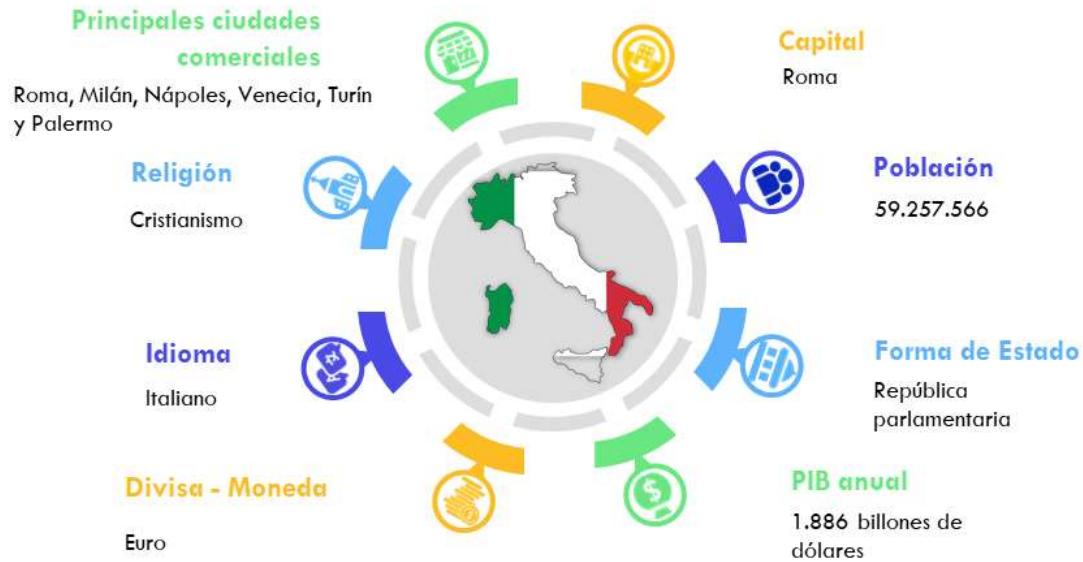 Principales ciudades
comerciales
Roma, Milán, Nápoles, Venecia, Turín
y Palermo
Capital
Roma
Religión
Cristianismo
Población
59.257.566
Idioma
Italiano
Forma de Estado
República
parlamentaria
Divisa - Moneda
Euro
PIB anual
1.886 billones de
dólares